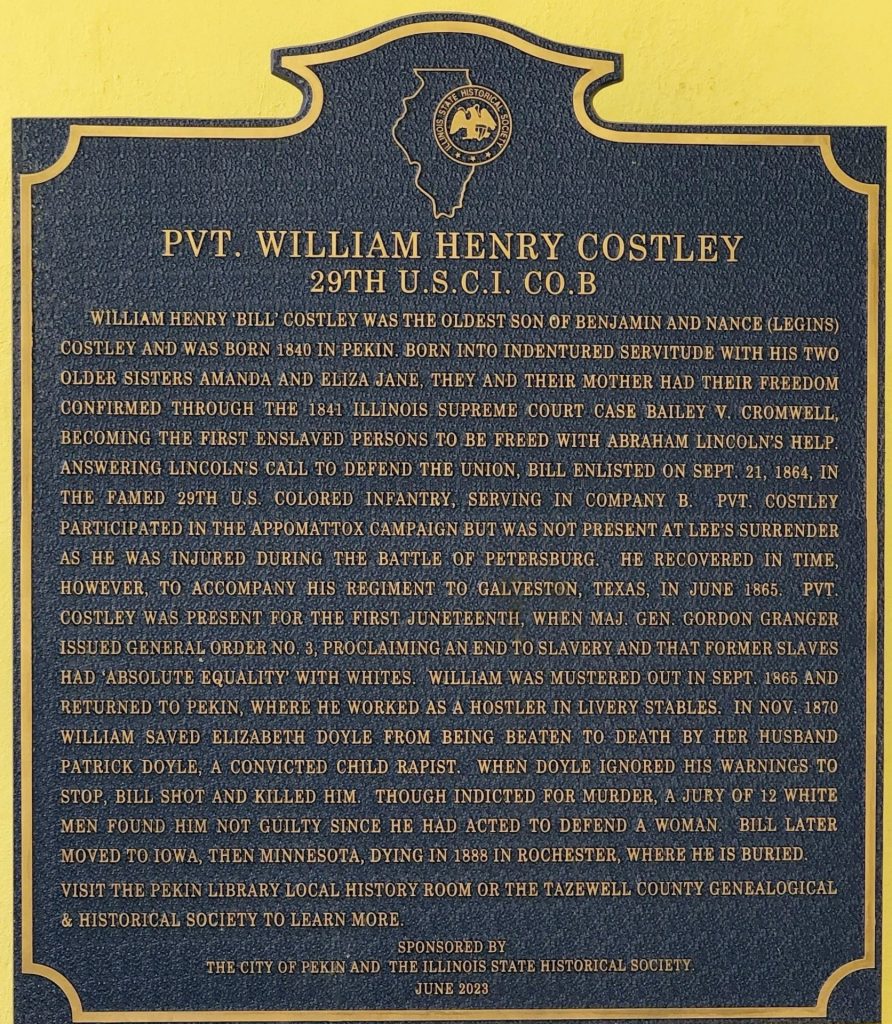 ILLINOIS STATE HISTORICAL SOCIETY
PVT. WILLIAM HENRY COSTLEY
29TH U.S.C.I. CO.B
WILLIAM HENRY 'BILL' COSTLEY WAS THE OLDEST SON OF BENJAMIN AND NANCE (LEGINS)
COSTLEY AND WAS BORN 1840 IN PEKIN. BORN INTO INDENTURED SERVITUDE WITH HIS TWO
OLDER SISTERS AMANDA AND ELIZA JANE, THEY AND THEIR MOTHER HAD THEIR FREEDOM
CONFIRMED THROUGH THE 1841 ILLINOIS SUPREME COURT CASE BAILEY V. CROMWELL,
BECOMING THE FIRST ENSLAVED PERSONS TO BE FREED WITH ABRAHAM LINCOLN'S HELP.
ANSWERING LINCOLN'S CALL TO DEFEND THE UNION, BILL ENLISTED ON SEPT. 21, 1864, IN
THE FAMED 29TH U.S. COLORED INFANTRY, SERVING IN COMPANY B. PVT. COSTLEY
PARTICIPATED IN THE APPOMATTOX CAMPAIGN BUT WAS NOT PRESENT AT LEE'S SURRENDER
AS HE WAS INJURED DURING THE BATTLE OF PETERSBURG. HE RECOVERED IN TIME,
HOWEVER, TO ACCOMPANY HIS REGIMENT TO GALVESTON, TEXAS, IN JUNE 1865. PVT.
COSTLEY WAS PRESENT FOR THE FIRST JUNETEENTH, WHEN MAJ. GEN. GORDON GRANGER
ISSUED GENERAL ORDER NO. 3, PROCLAIMING AN END TO SLAVERY AND THAT FORMER SLAVES
HAD 'ABSOLUTE EQUALITY' WITH WHITES. WILLIAM WAS MUSTERED OUT IN SEPT. 1865 AND
RETURNED TO PEKIN, WHERE HE WORKED AS A HOSTLER IN LIVERY STABLES. IN NOV. 1870
WILLIAM SAVED ELIZABETH DOYLE FROM BEING BEATEN TO DEATH BY HER HUSBAND
PATRICK DOYLE, A CONVICTED CHILD RAPIST. WHEN DOYLE IGNORED HIS WARNINGS TO
STOP, BILL SHOT AND KILLED HIM. THOUGH INDICTED FOR MURDER, A JURY OF 12 WHITE
MEN FOUND HIM NOT GUILTY SINCE HE HAD ACTED TO DEFEND A WOMAN. BILL LATER
MOVED TO IOWA, THEN MINNESOTA, DYING IN 1888 IN ROCHESTER, WHERE HE IS BURIED.
VISIT THE PEKIN LIBRARY LOCAL HISTORY ROOM OR THE TAZEWELL COUNTY GENEALOGICAL
& HISTORICAL SOCIETY TO LEARN MORE.
SPONSORED BY
THE CITY OF PEKIN AND THE ILLINOIS STATE HISTORICAL SOCIETY.
JUNE 2023